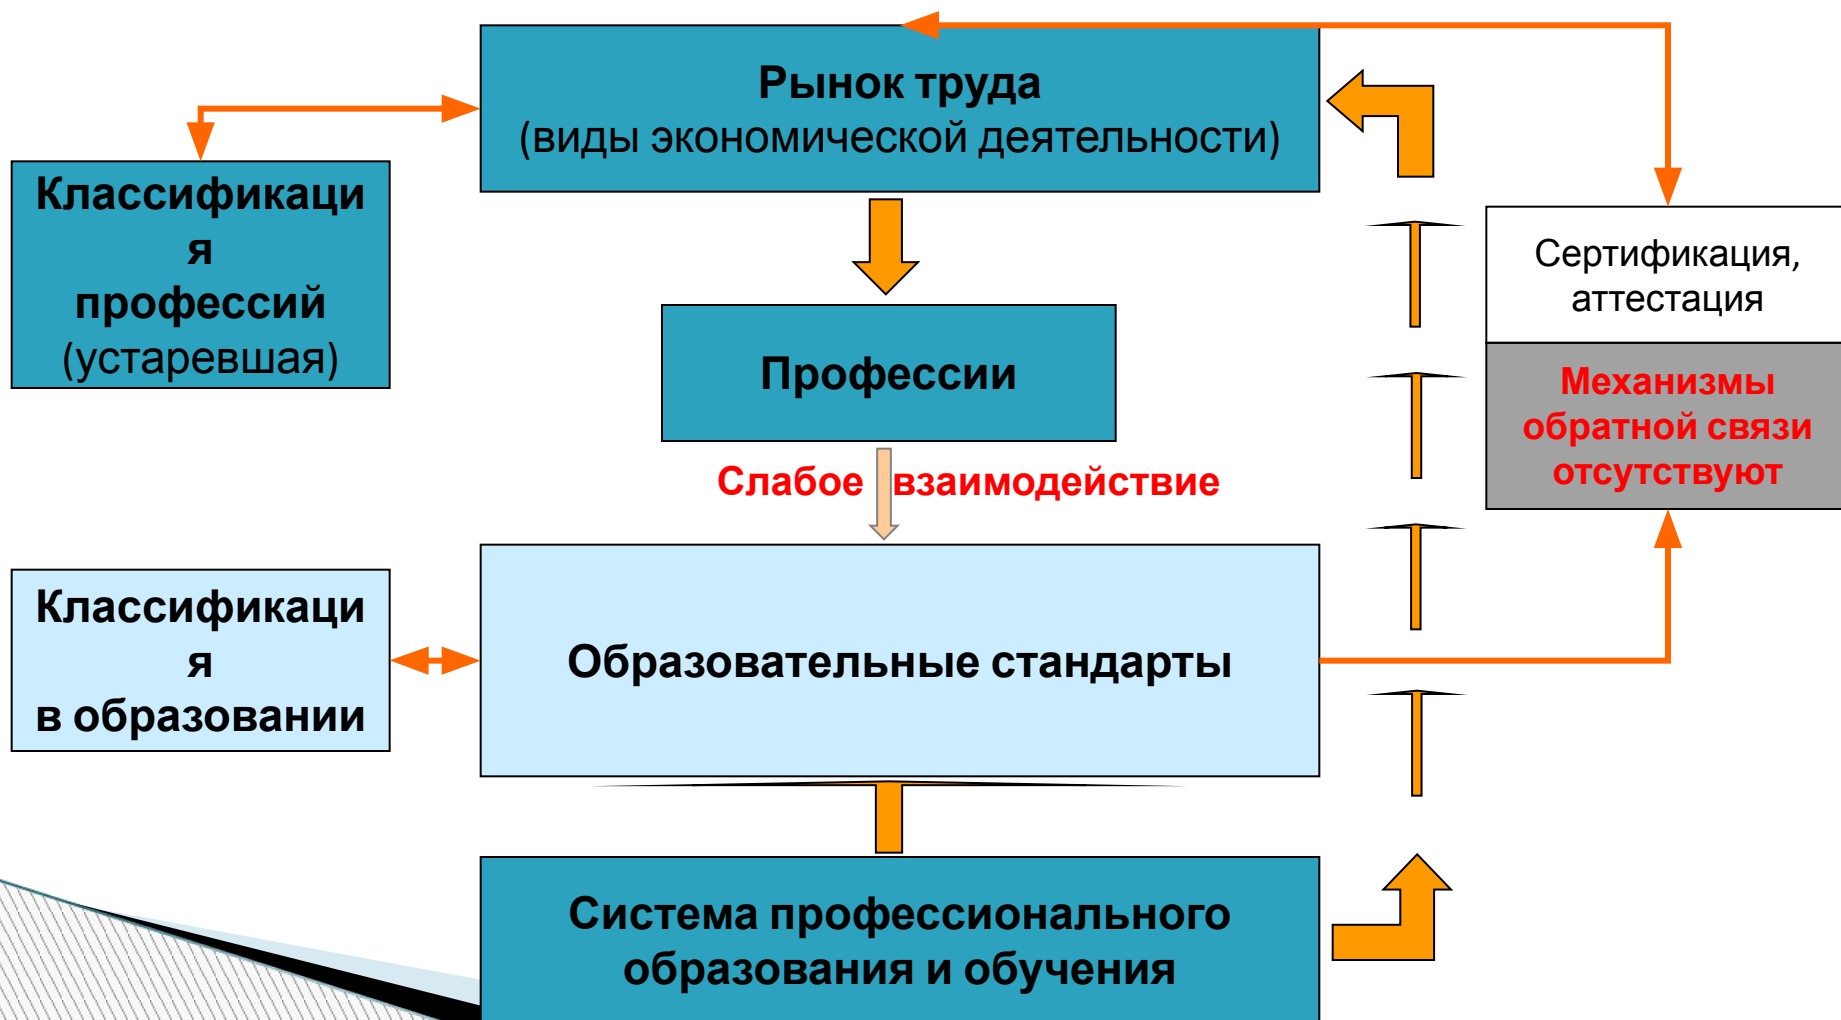 Рынок труда
(виды экономической деятельности)
Классификаци
я
профессий
(устаревшая)
Сертификация,
аттестация
Механизмы
обратной связи
отсутствуют
Профессии
Слабое взаимодействие
Классификаци
я
в образовании
Образовательные стандарты
Система профессионального
образования и обучения